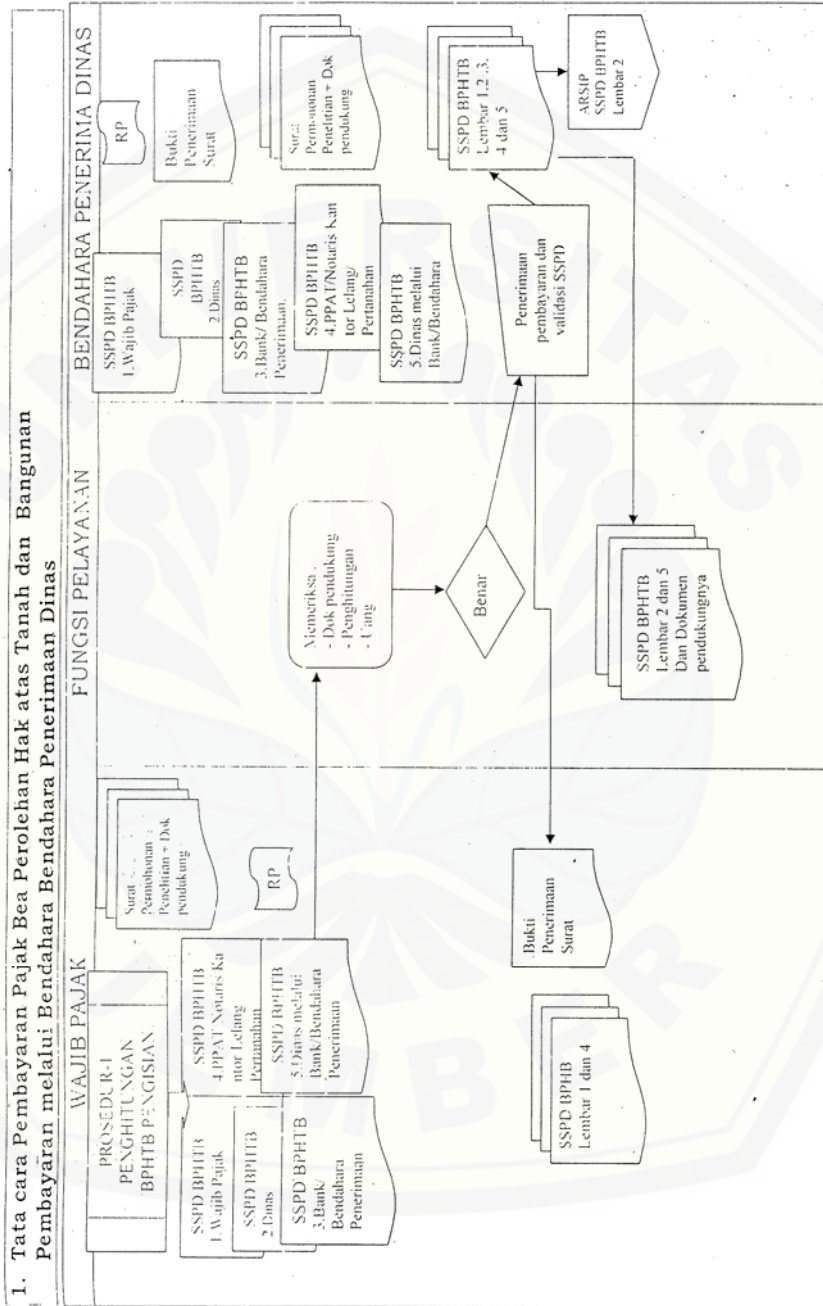 1. Tata cara Pembayaran Pajak Bea Perolehan Hak atas Tanah dan Bangunan
Pembayaran melalui Bendahara Bendahara Penerimaan Dinas
WAJIB PAJAK
FUNGSI PELAYANAN
BENDAHARA PENERIMA DINAS
PROSEDUR-1
PENGHITUNGAN
BPHTB PENGISIAN
Surat
Permohonan
Penelitian + Dok
pendukung
SSPD BPHTB
1.Wajib Pajak
SSPD BPHTB
2 Dinas
SSPD BPHTB
3.Bank/
Bendahara
Penerimaan
SSPD BPHTB
4.PPAT/Notaris Ka
ntor Lelang
Pertanahan
SSPD BPHTB
5.Dinas melalui
Bank/Bendahara
Penerimaan
RP
Bukti
Penerimaan
Surat
SSPD BPHB
Lembar 1 dan 4
Memeriksa
- Dok pendukung
- Penghitungan
- Uang
Benar
SSPD BPHTB
Lembar 2 dan 5
Dan Dokumen
pendukungnya
SSPD BPHTB
1.Wajib Pajak
SSPD
BPHTB
2.Dinas
SSPD BPHTB
3.Bank/ Bendahara
Penerimaan.
SSPD BPHTB
4.PPAT/Notaris Kan
tor Lelang/
Pertanahan
SSPD BPHTB
5.Dinas melalui
Bank/Bendahara
RP
Bukti
Penerimaan
Surat
Surat
Permononan
Penelitian + Dok
pendukung
Penerimaan
pembayaran dan
validasi SSPD
SSPD BPHTB
Lembar 1.2 .3.
4 dan 5
ARSIP
SSPD BPHTB
Lembar 2
UNIVERSITAS
JEMBER